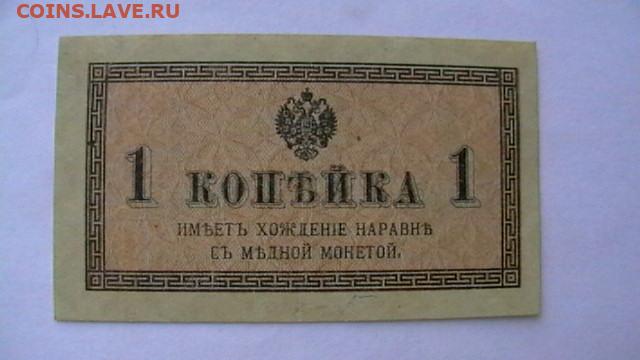 COINS.LAVE.RU
1 КОПѢЙКА 1
ИМѢЕТЪ ХОЖДЕНІЕ НАРАВНѢ
СЪ МѢДНОЙ МОНЕТОЙ.